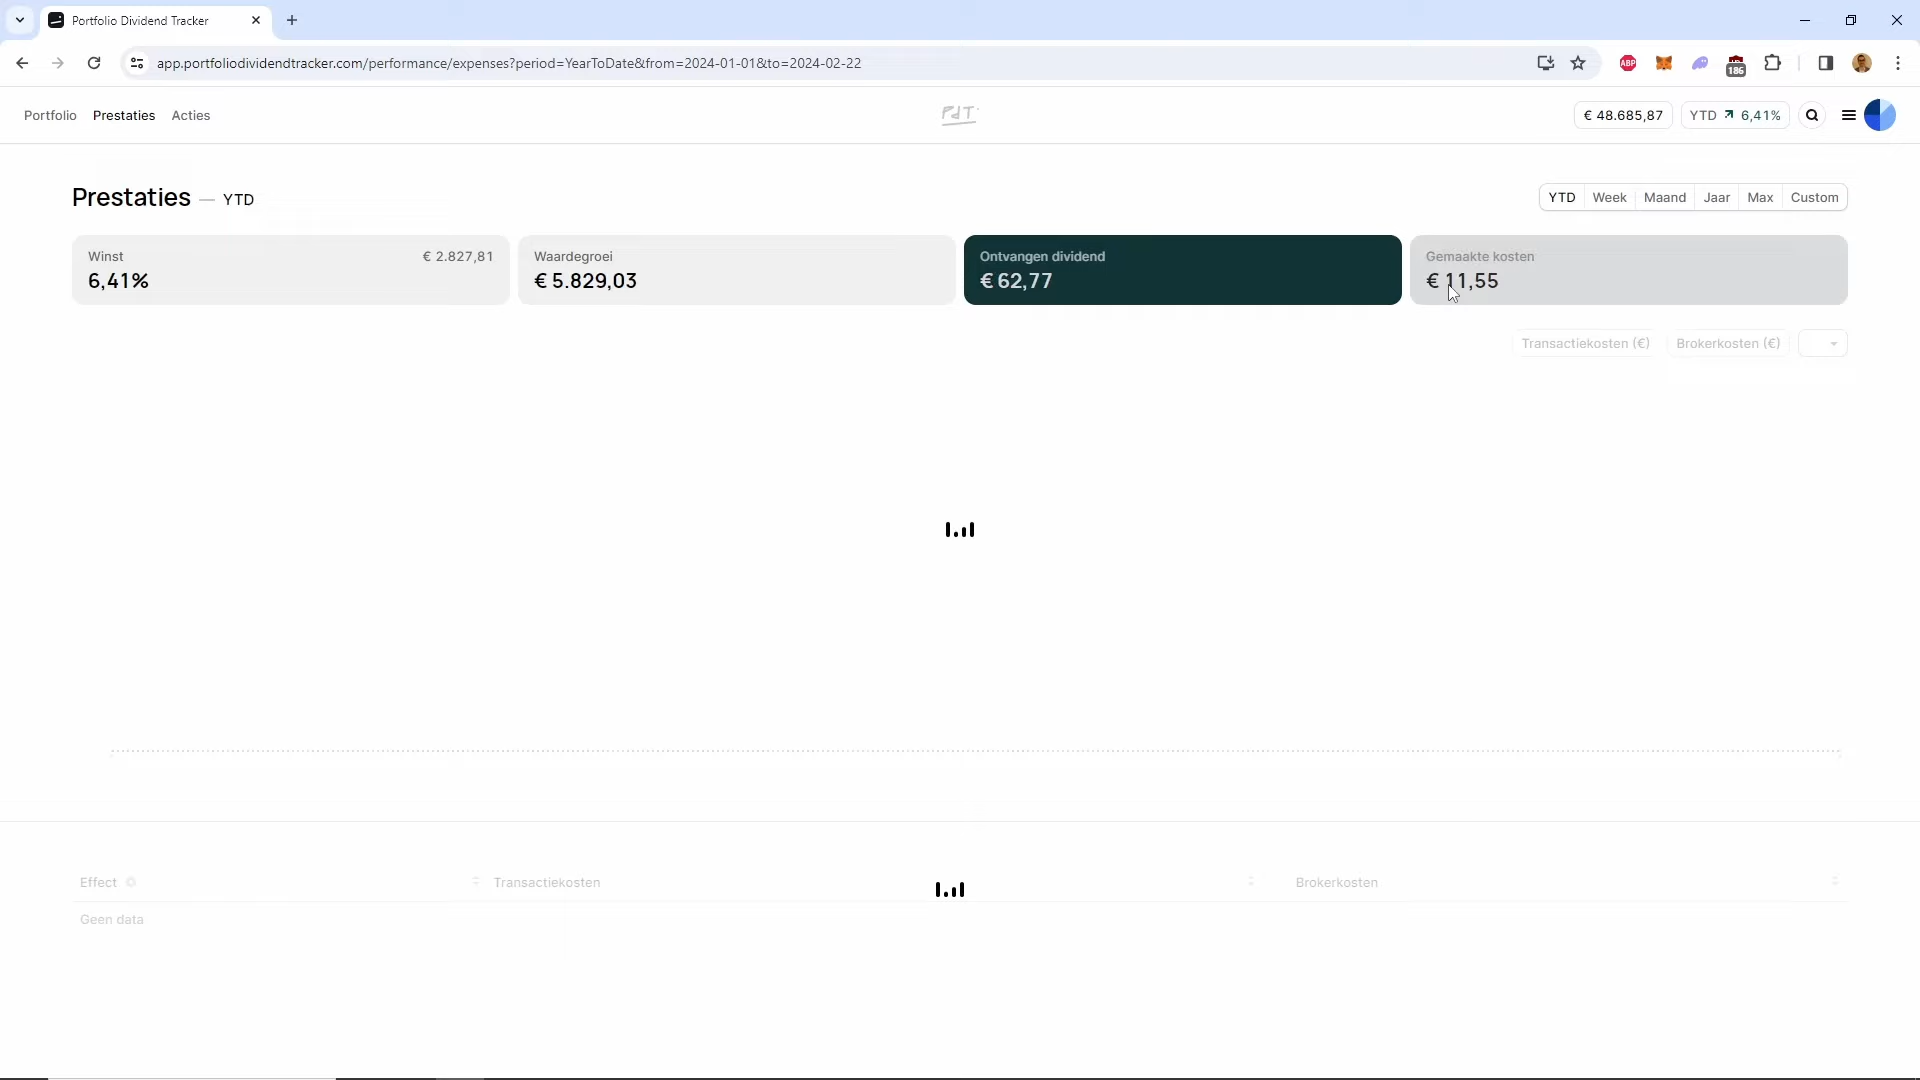 Portfolio Dividend Tracker
app.portfoliodividendtracker.com/performance/expenses?period=YearToDate&from=2024-01-01&to=2024-02-22
ABP
186
Portfolio Prestaties Acties
PdT
€ 48.685,87
YTD 6,41%
Prestaties — YTD
YTD Week Maand Jaar Max Custom
Winst € 2.827,81
6,41%
Waardegroei
€ 5.829,03
Ontvangen dividend
€ 62,77
Gemaakte kosten
€ 11,55
Transactiekosten (€) Brokerkosten (€)
Effect Transactiekosten Brokerkosten
Geen data